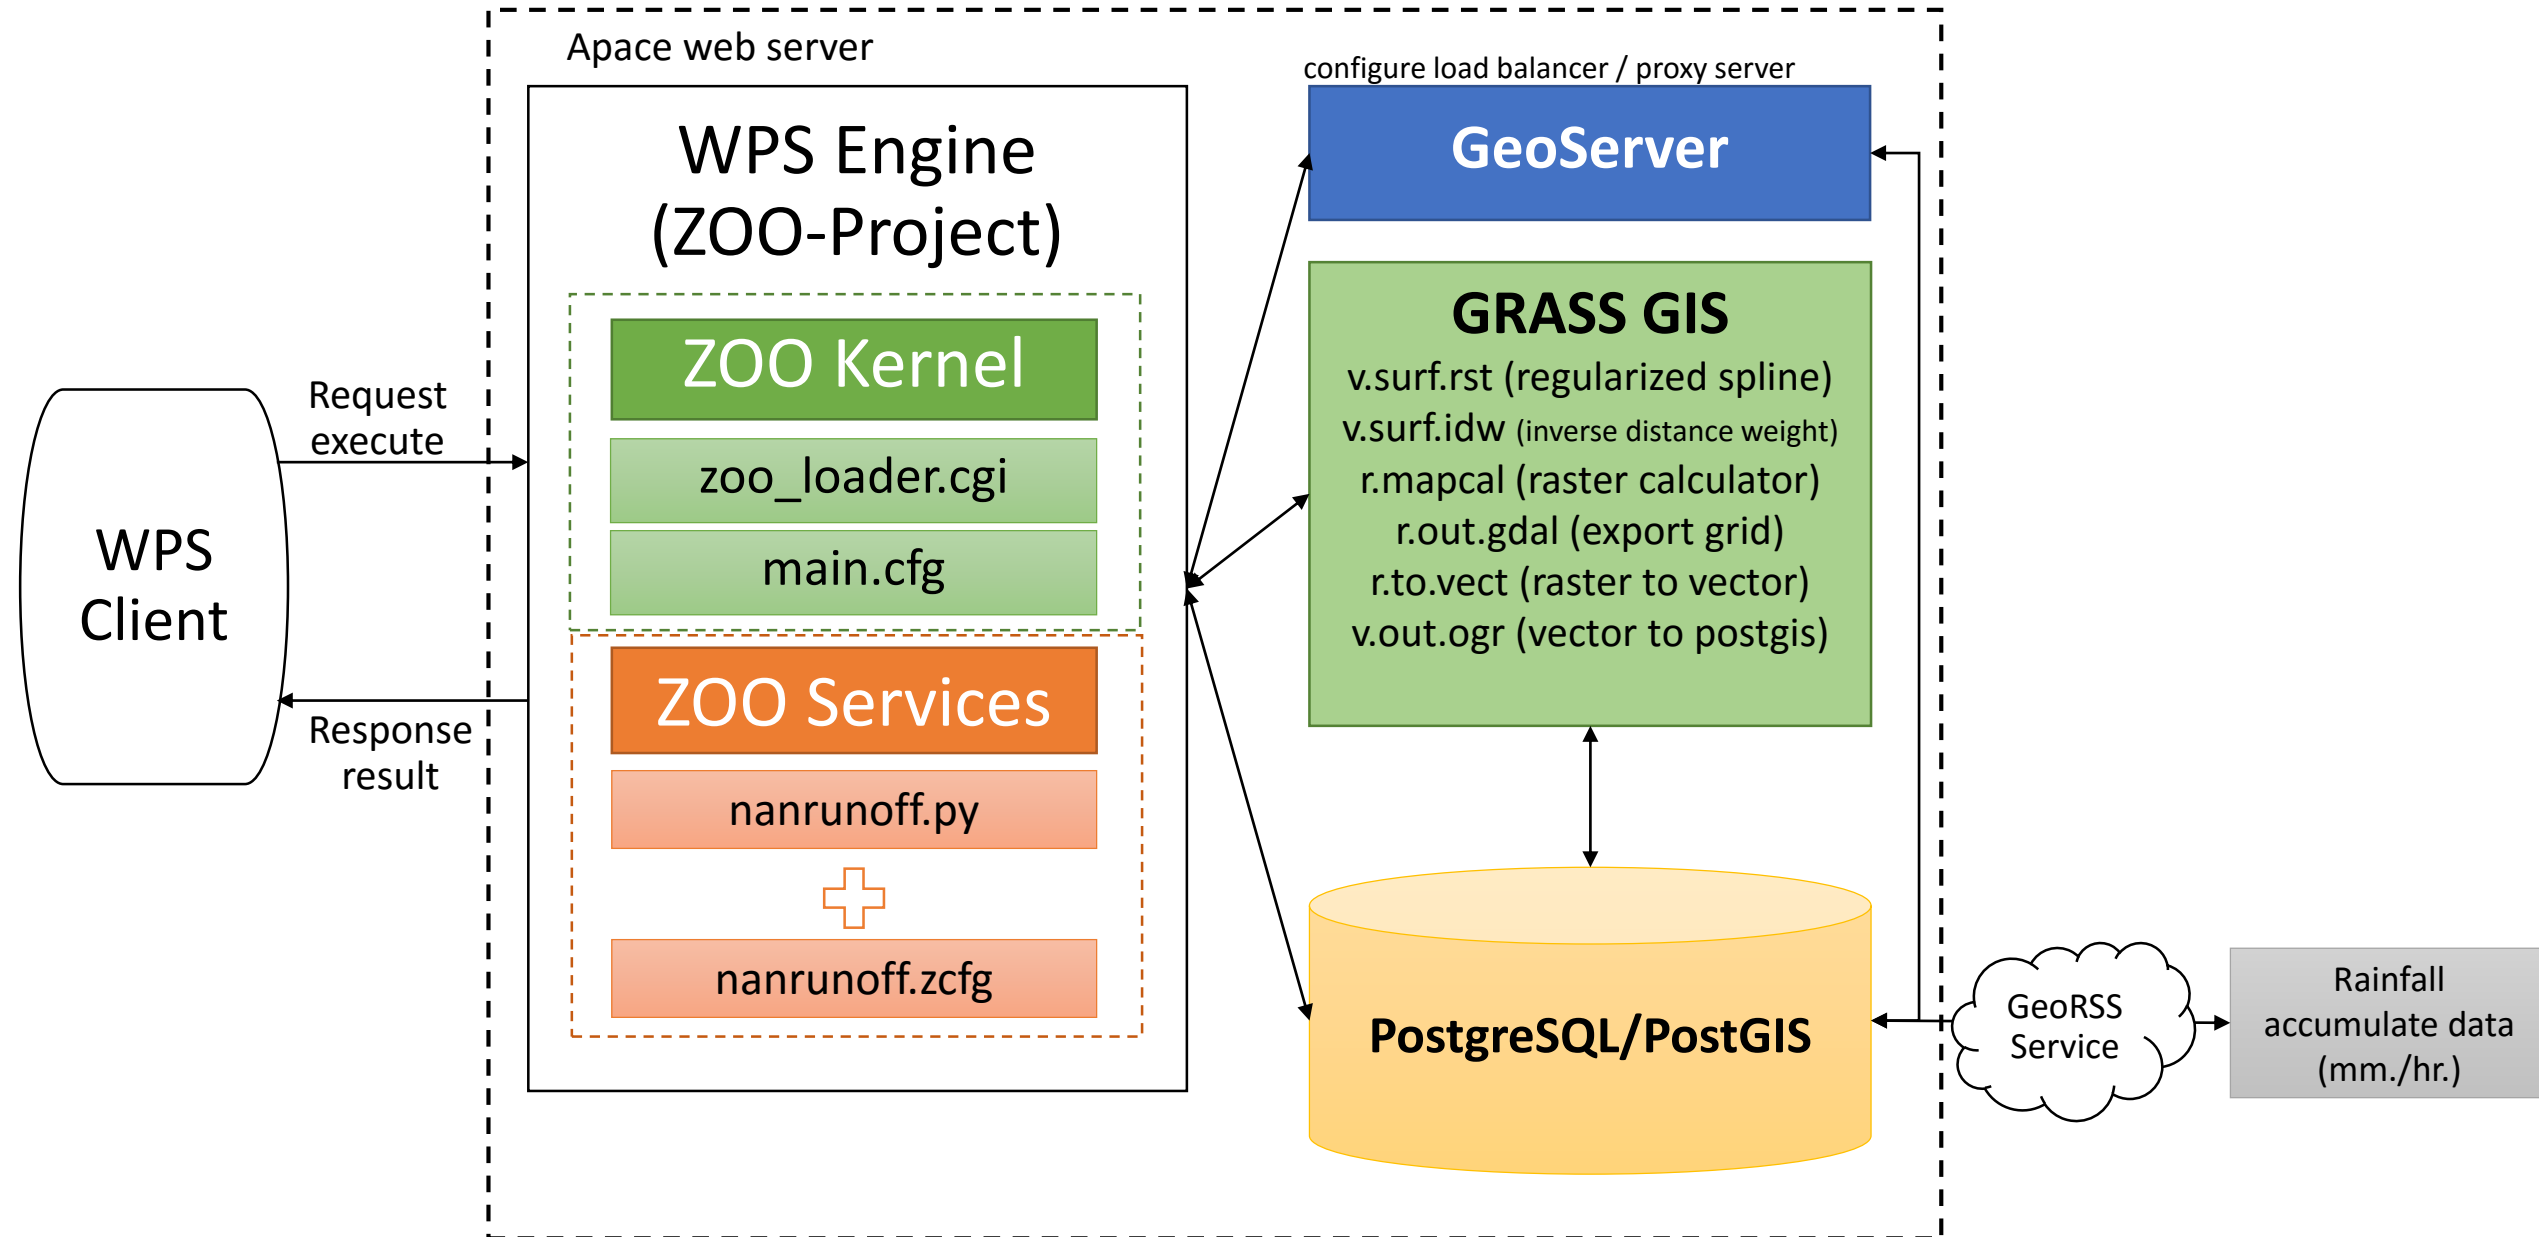 Apace web server
configure load balancer / proxy server
WPS Engine
(ZOO-Project)
ZOO Kernel
zoo_loader.cgi
main.cfg
ZOO Services
nanrunoff.py
nanrunoff.zcfg
Request
execute
WPS
Client
Response
result
GeoServer
GRASS GIS
v.surf.rst (regularized spline)
v.surf.idw (inverse distance weight)
r.mapcal (raster calculator)
r.out.gdal (export grid)
r.to.vect (raster to vector)
v.out.ogr (vector to postgis)
PostgreSQL/PostGIS
GeoRSS
Service
Rainfall
accumulate data
(mm./hr.)